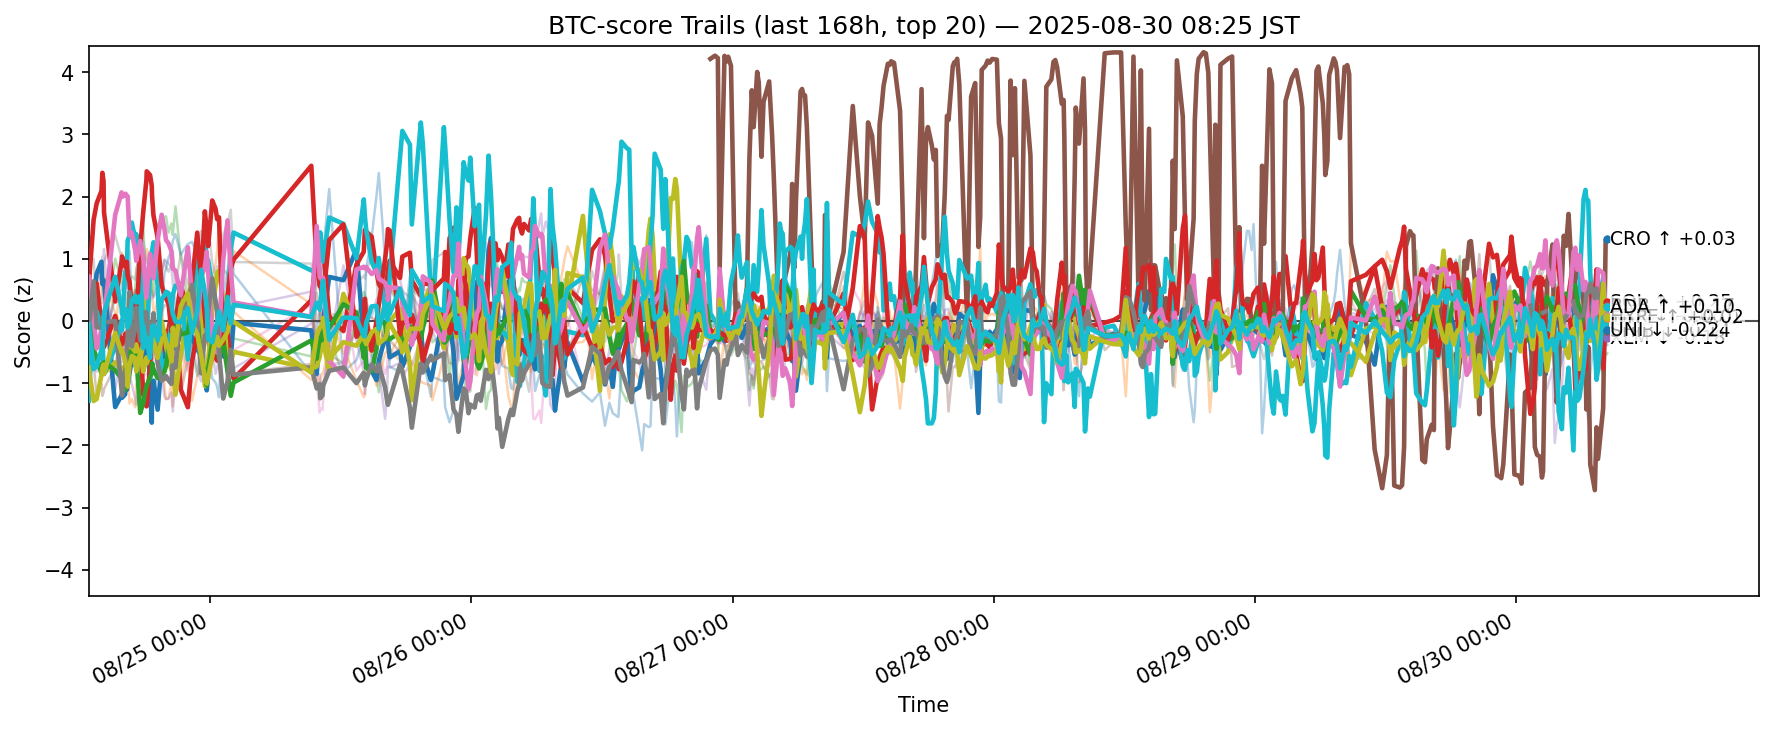 BTC-score Trails (last 168h, top 20) — 2025-08-30 08:25 JST
Score (z)
4
3
2
1
0
−1
−2
−3
−4
CRO ↑ +0.03
ADA ↑ +0.10
UNI ↓ -0.224
08/25 00:00
08/26 00:00
08/27 00:00
08/28 00:00
08/29 00:00
08/30 00:00
Time